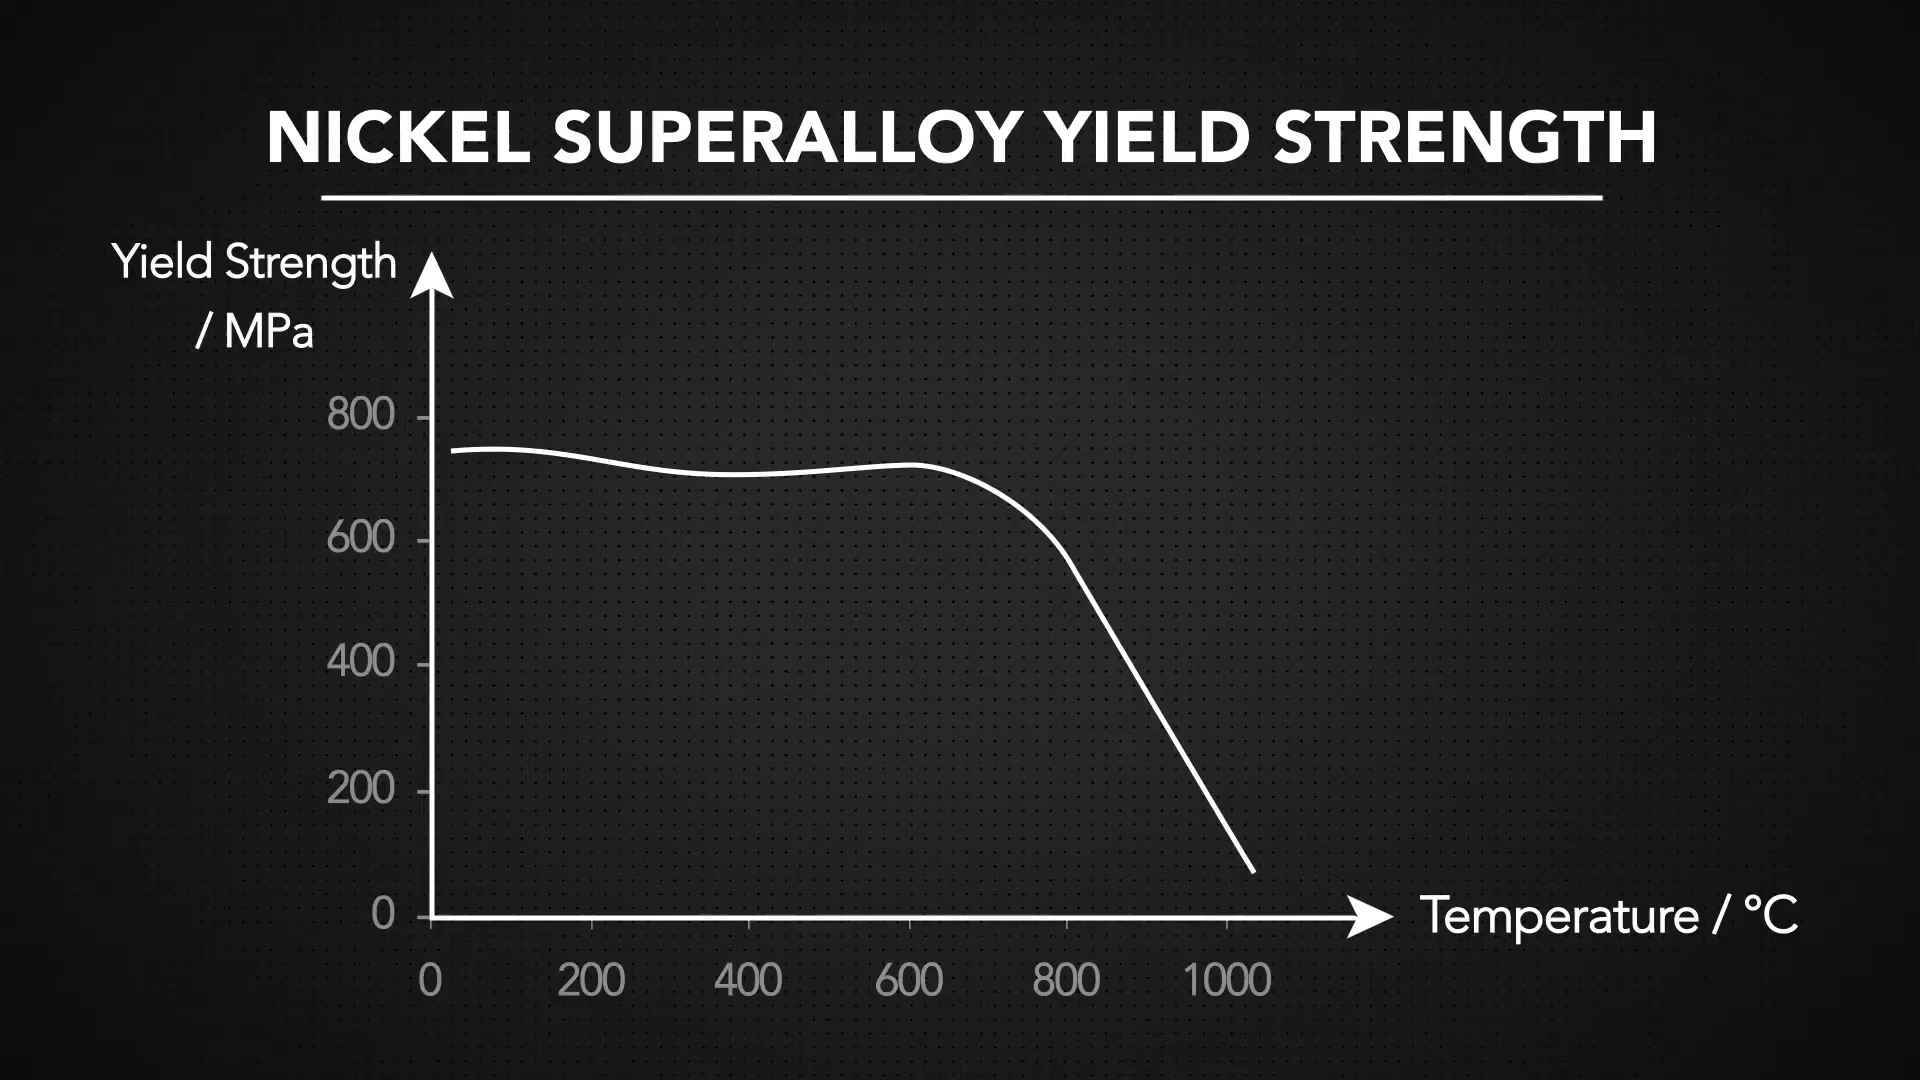 NICKEL SUPERALLOY YIELD STRENGTH
Yield Strength
/ MPa
800
600
400
200
0
0 200 400 600 800 1000
Temperature / °C